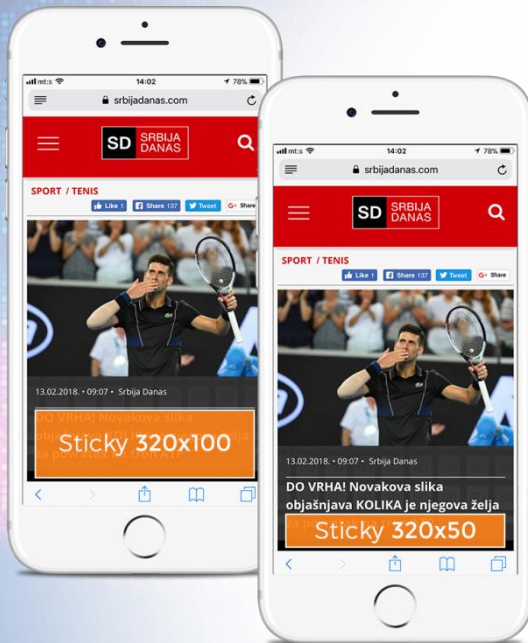 mt:s 14:02 78%
srbijadanas.com
SD SRBIJA DANAS
SPORT / TENIS
Like 1 Share 137 Tweet G+ Share
13.02.2018. • 09:07 • Srbija Danas
DO VRHA! Novakova slika
Sticky 320x100
mt:s 14:02 78%
srbijadanas.com
SD SRBIJA DANAS
SPORT / TENIS
Like 1 Share 137 Tweet G+ Share
13.02.2018. • 09:07 • Srbija Danas
DO VRHA! Novakova slika
objašnjava KOLIKA je njegova želja
Sticky 320x50